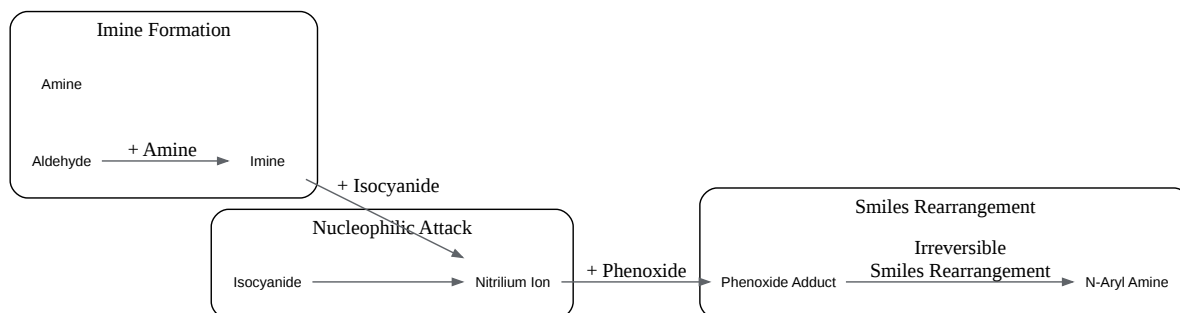 Imine Formation
Amine
Aldehyde
+ Amine
Imine
+ Isocyanide
Nucleophilic Attack
Isocyanide
Nitrilium Ion
+ Phenoxide
Smiles Rearrangement
Phenoxide Adduct
Irreversible
Smiles Rearrangement
N-Aryl Amine